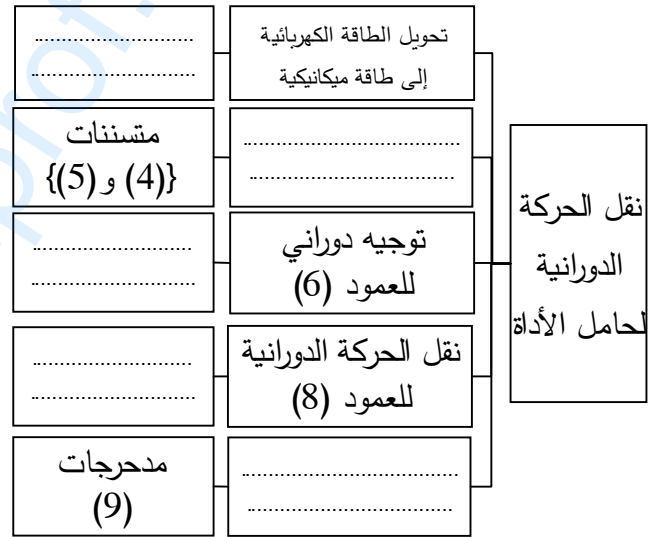 نقل الحركة
الدورانية
لحامل الأداة
تحويل الطاقة الكهربائية
إلى طاقة ميكانيكية
................................
................................
................................
................................
متسننات
{(4) و (5)}
توجيه دوراني
للعمود (6)
................................
................................
نقل الحركة الدورانية
للعمود (8)
................................
................................
................................
................................
مدحرجات
(9)